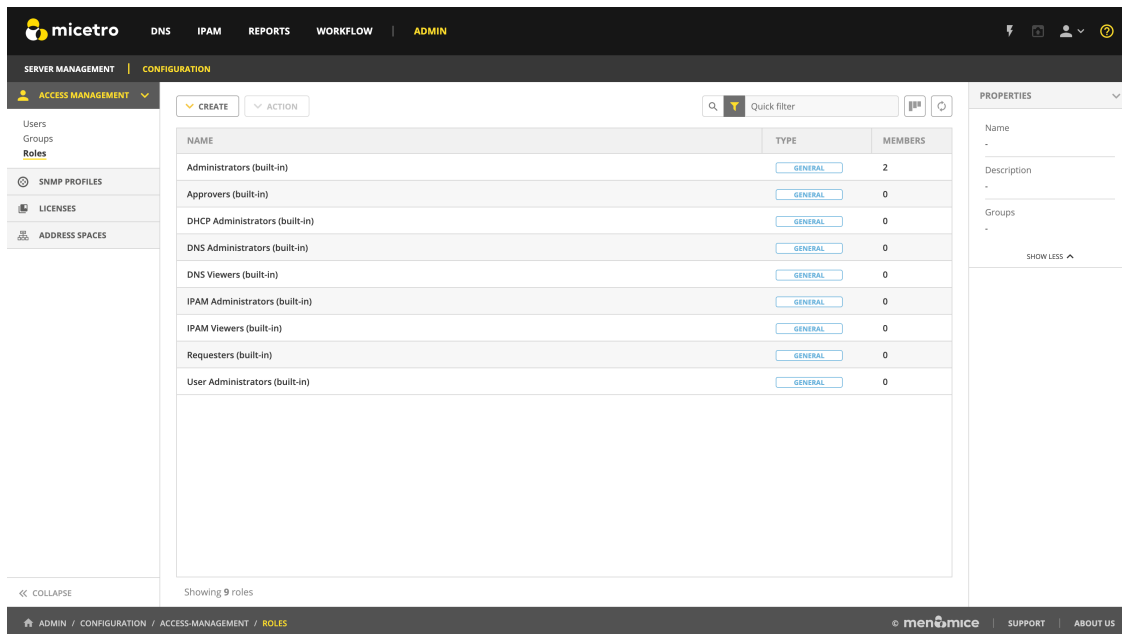 micetro DNS IPAM REPORTS WORKFLOW | ADMIN
SERVER MANAGEMENT | CONFIGURATION
ACCESS MANAGEMENT
Users
Groups
Roles
SNMP PROFILES
LICENSES
ADDRESS SPACES
COLLAPSE
CREATE ACTION Quick filter
NAME TYPE MEMBERS
Administrators (built-in) GENERAL 2
Approvers (built-in) GENERAL 0
DHCP Administrators (built-in) GENERAL 0
DNS Administrators (built-in) GENERAL 0
DNS Viewers (built-in) GENERAL 0
IPAM Administrators (built-in) GENERAL 0
IPAM Viewers (built-in) GENERAL 0
Requesters (built-in) GENERAL 0
User Administrators (built-in) GENERAL 0
Showing 9 roles
PROPERTIES
Name
-
Description
-
Groups
-
SHOW LESS
ADMIN / CONFIGURATION / ACCESS-MANAGEMENT / ROLES © men&mice | SUPPORT | ABOUT US